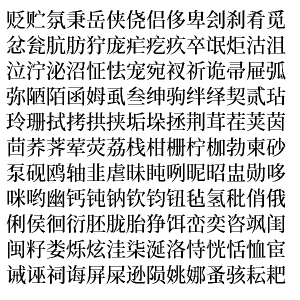 贬贮氛秉岳侠侥侣侈卑刽刹肴觅
忿瓮肮肪狞庞疟疙疚卒氓炬沽沮
泣泞泌沼怔怯宠宛衩祈诡帚屉弧
弥陋陌函姆虱叁绅驹绊绎契贰玷
玲珊拭拷拱挟垢垛拯荆茸茬荚茵
茴荞荠荤荧荔栈柑栅柠枷勃柬砂
泵砚鸥轴韭虐昧盹咧昵昭盅勋哆
咪哟幽钙钝钠钦钧钮毡氢秕俏俄
俐侯徊衍胚胧胎狰饵峦奕咨飒闺
闽籽娄烁炫洼柒涎洛恃恍恬恤宦
诫诬祠诲屏屎逊陨姚娜蚤骇耘耙